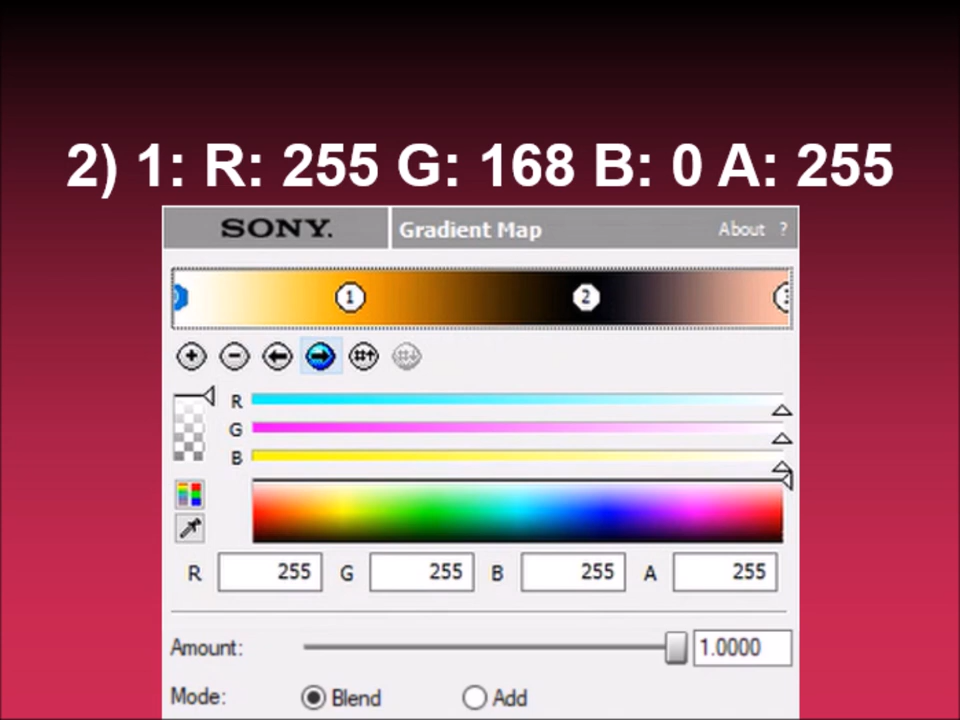 2) 1: R: 255 G: 168 B: 0 A: 255
SONY. Gradient Map About ?
1 2
R
G
B
R 255 G 255 B 255 A 255
Amount: 1.0000
Mode: Blend Add